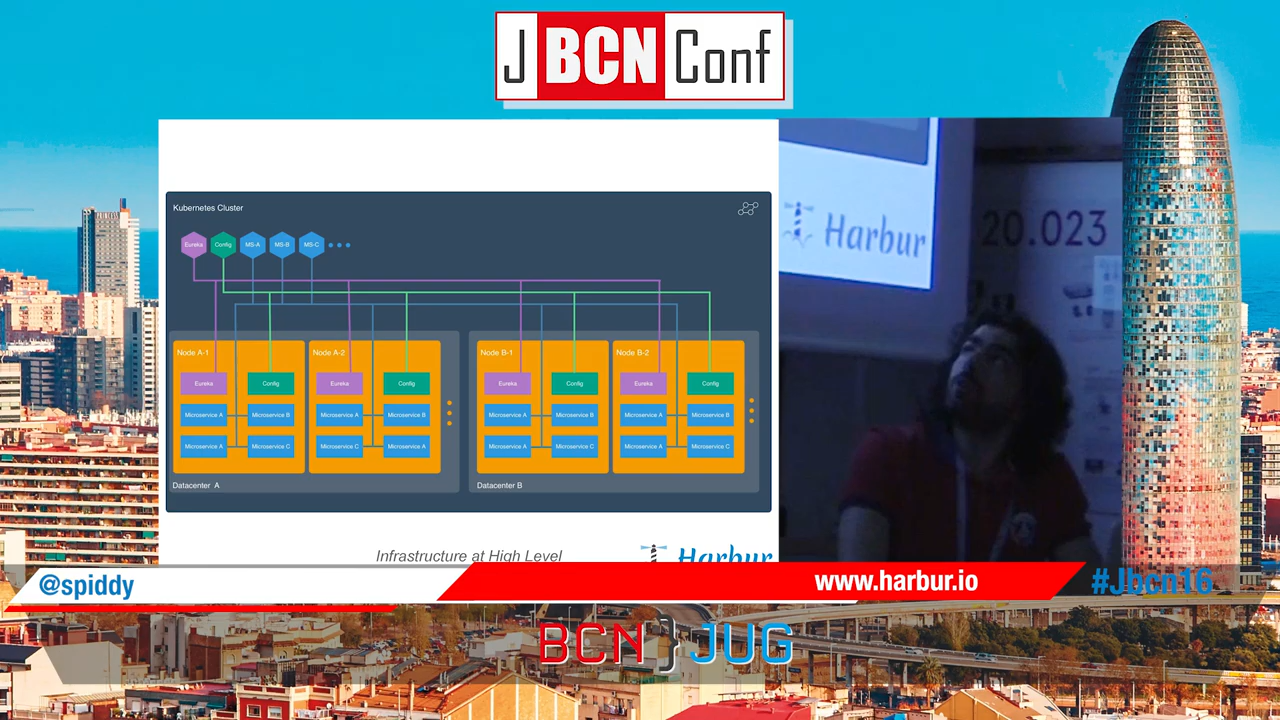 J BCN Conf
Kubernetes Cluster
Eureka Config MS-A MS-B MS-C
Node A-1
Eureka Config
Microservice A Microservice B
Microservice A Microservice C
Node A-2
Eureka Config
Microservice A Microservice B
Microservice C Microservice A
Datacenter A
Node B-1
Eureka Config
Microservice A Microservice B
Microservice A Microservice C
Node B-2
Eureka Config
Microservice A Microservice B
Microservice A Microservice C
Datacenter B
Infrastructure at High Level
Harbur
Harbur
20.023
@spiddy
www.harbur.io
#Jbcn16
BCN JUG